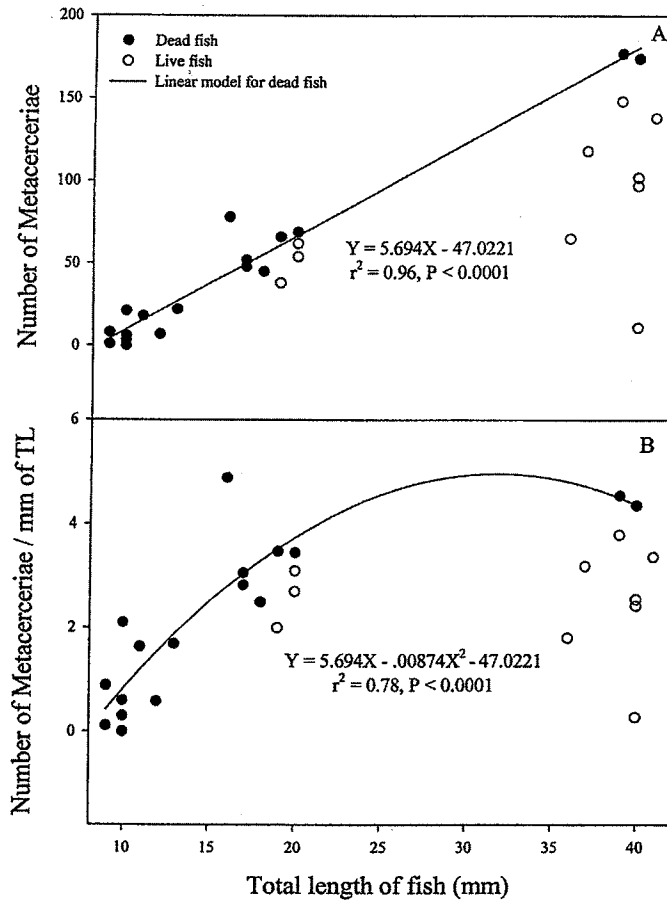 200
A
Dead fish
Live fish
Linear model for dead fish
150
100
50
0
Number of Metacerceriae
Y = 5.694X - 47.0221
r² = 0.96, P < 0.0001
6
B
4
2
0
Number of Metacerceriae / mm of TL
Y = 5.694X - .00874X² - 47.0221
r² = 0.78, P < 0.0001
10 15 20 25 30 35 40
Total length of fish (mm)